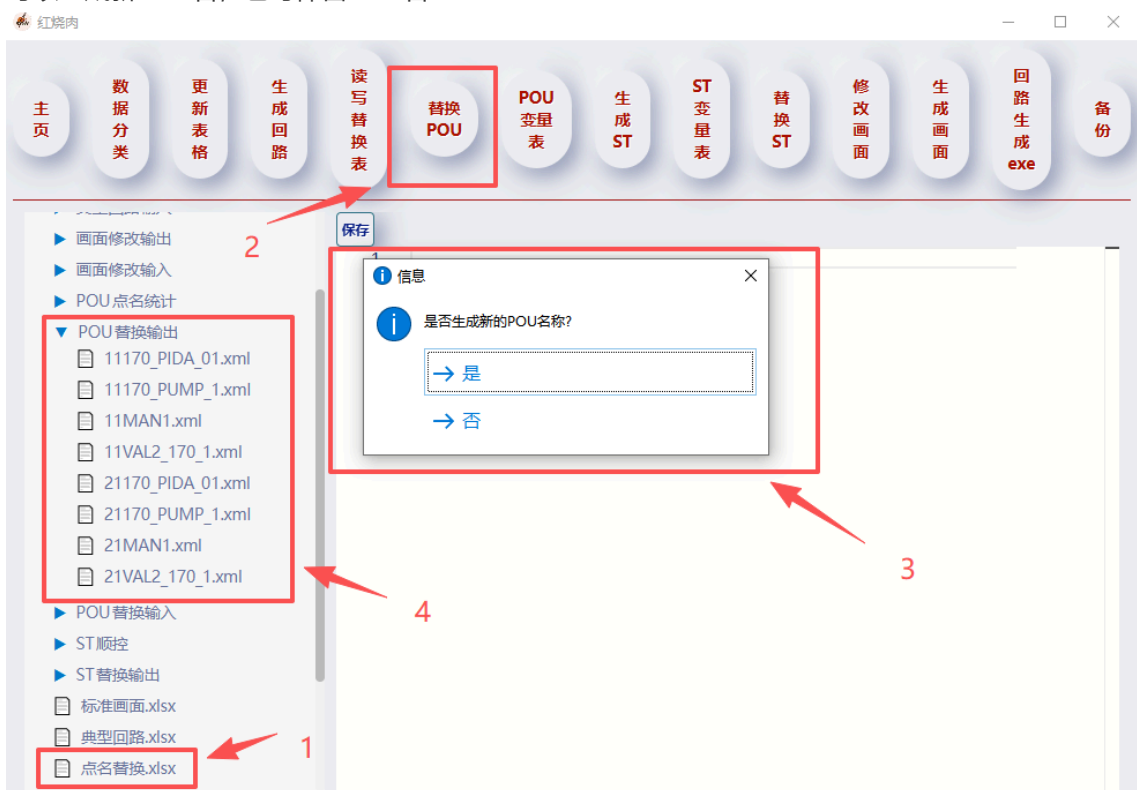 红烧肉
主页
数据分类
更新表格
生成回路
读写替换表
替换POU
POU变量表
生成ST
ST变量表
替换ST
修改画面
生成画面
回路生成exe
备份
2
保存
1
画面修改输出
画面修改输入
POU点名统计
POU替换输出
11170_PIDA_01.xml
11170_PUMP_1.xml
11MAN1.xml
11VAL2_170_1.xml
21170_PIDA_01.xml
21170_PUMP_1.xml
21MAN1.xml
21VAL2_170_1.xml
POU替换输入
ST顺控
ST替换输出
标准画面.xlsx
典型回路.xlsx
点名替换.xlsx
信息
是否生成新的POU名称?
是
否
3
4
1